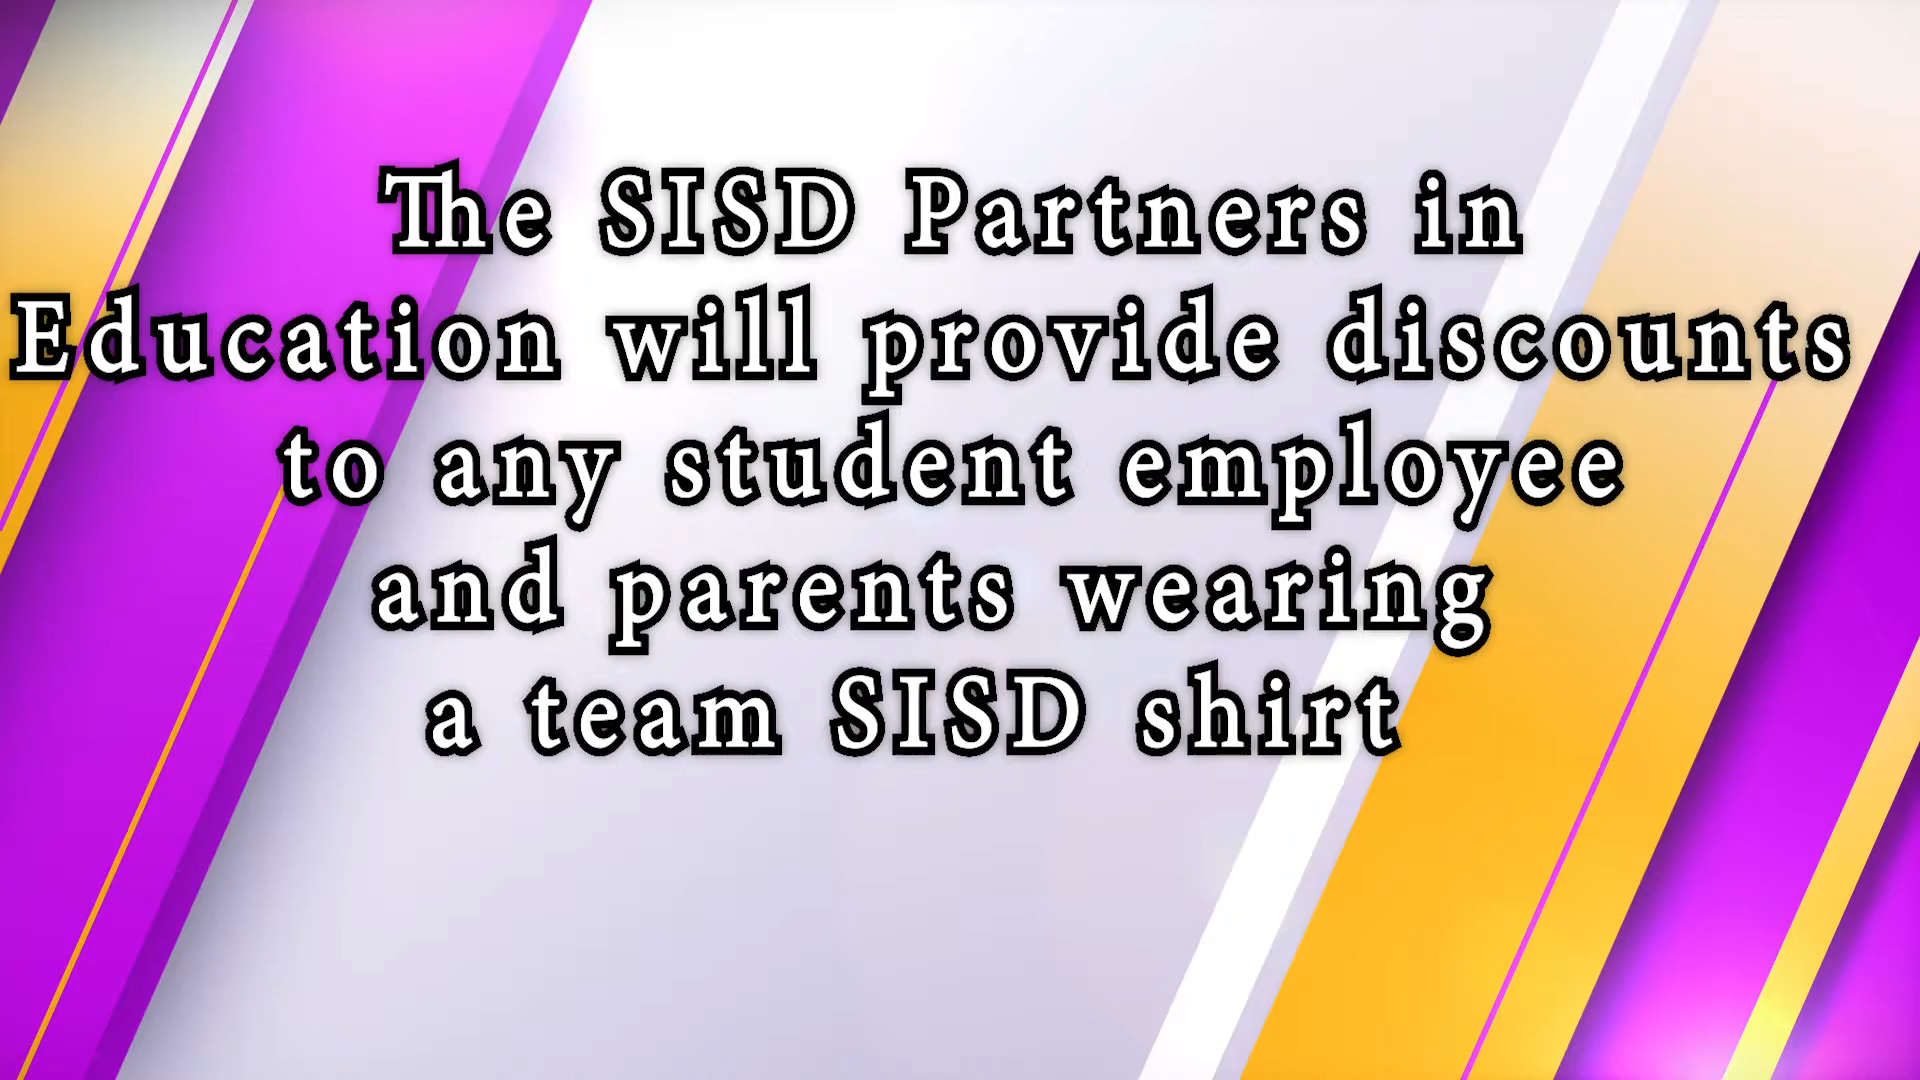 The SISD Partners in
Education will provide discounts
to any student employee
and parents wearing
a team SISD shirt